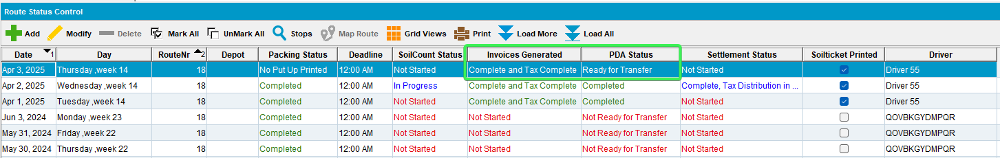 Route Status Control
Add Modify Delete Mark All UnMark All Stops Map Route Grid Views Print Load More Load All
Date 1 Day RouteNr 2 Depot Packing Status Deadline SoilCount Status Invoices Generated PDA Status Settlement Status Soilticket Printed Driver
Apr 3, 2025 Thursday ,week 14 18 No Put Up Printed 12:00 AM Not Started Complete and Tax Complete Ready for Transfer Not Started Driver 55
Apr 2, 2025 Wednesday ,week 14 18 Completed 12:00 AM In Progress Complete and Tax Complete Completed Complete, Tax Distribution in ... Driver 55
Apr 1, 2025 Tuesday ,week 14 18 Completed 12:00 AM Not Started Complete and Tax Complete Completed Not Started Driver 55
Jun 3, 2024 Monday ,week 23 18 Completed 12:00 AM Not Started Not Started Not Ready for Transfer Not Started QOVBKGYDMPQR
May 31, 2024 Friday ,week 22 18 Completed 12:00 AM Not Started Not Started Not Ready for Transfer Not Started QOVBKGYDMPQR
May 30, 2024 Thursday ,week 22 18 Completed 12:00 AM Not Started Not Started Not Ready for Transfer Not Started QOVBKGYDMPQR